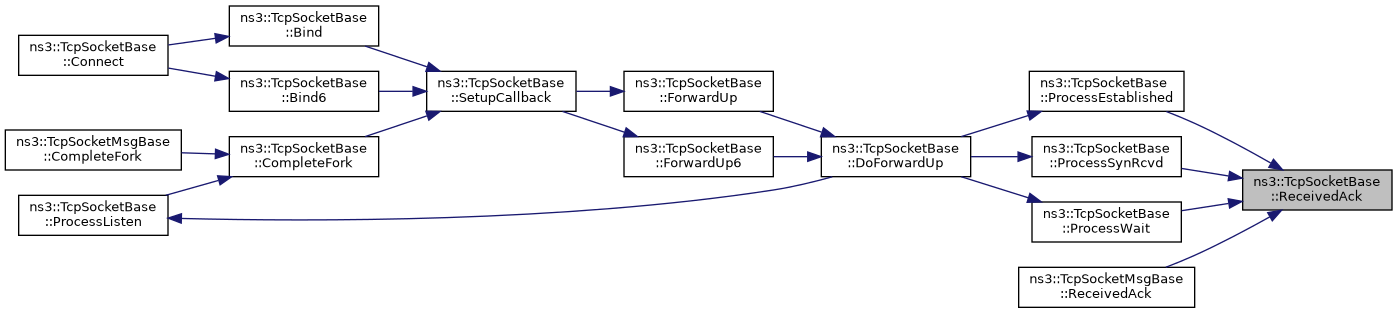 ns3::TcpSocketBase
::Connect
ns3::TcpSocketBase
::Bind
ns3::TcpSocketBase
::Bind6
ns3::TcpSocketMsgBase
::CompleteFork
ns3::TcpSocketBase
::CompleteFork
ns3::TcpSocketBase
::ProcessListen
ns3::TcpSocketBase
::SetupCallback
ns3::TcpSocketBase
::ForwardUp
ns3::TcpSocketBase
::ForwardUp6
ns3::TcpSocketBase
::DoForwardUp
ns3::TcpSocketBase
::ProcessEstablished
ns3::TcpSocketBase
::ProcessSynRcvd
ns3::TcpSocketBase
::ProcessWait
ns3::TcpSocketMsgBase
::ReceivedAck
ns3::TcpSocketBase
::ReceivedAck